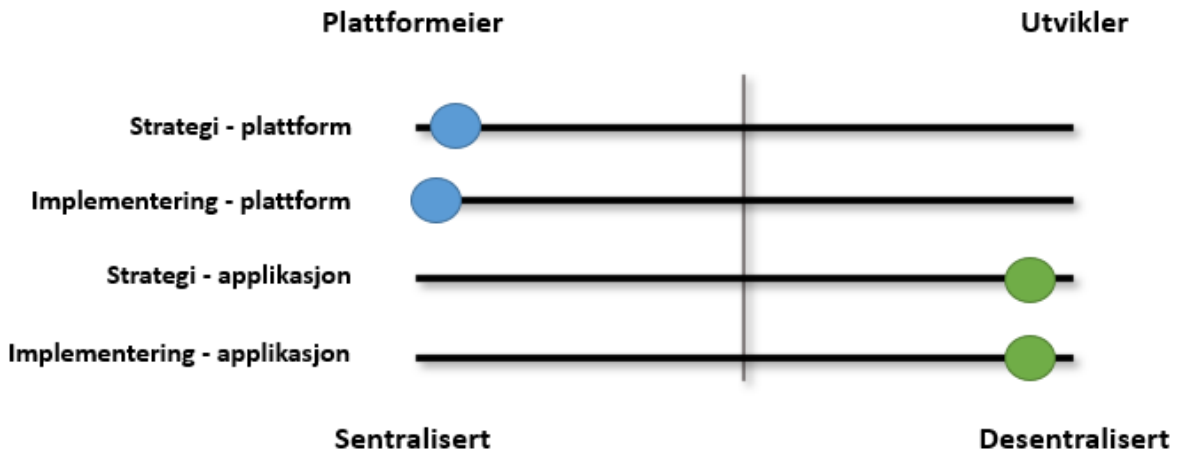 Plattformeier
Utvikler
Strategi - plattform
Implementering - plattform
Strategi - applikasjon
Implementering - applikasjon
Sentralisert
Desentralisert